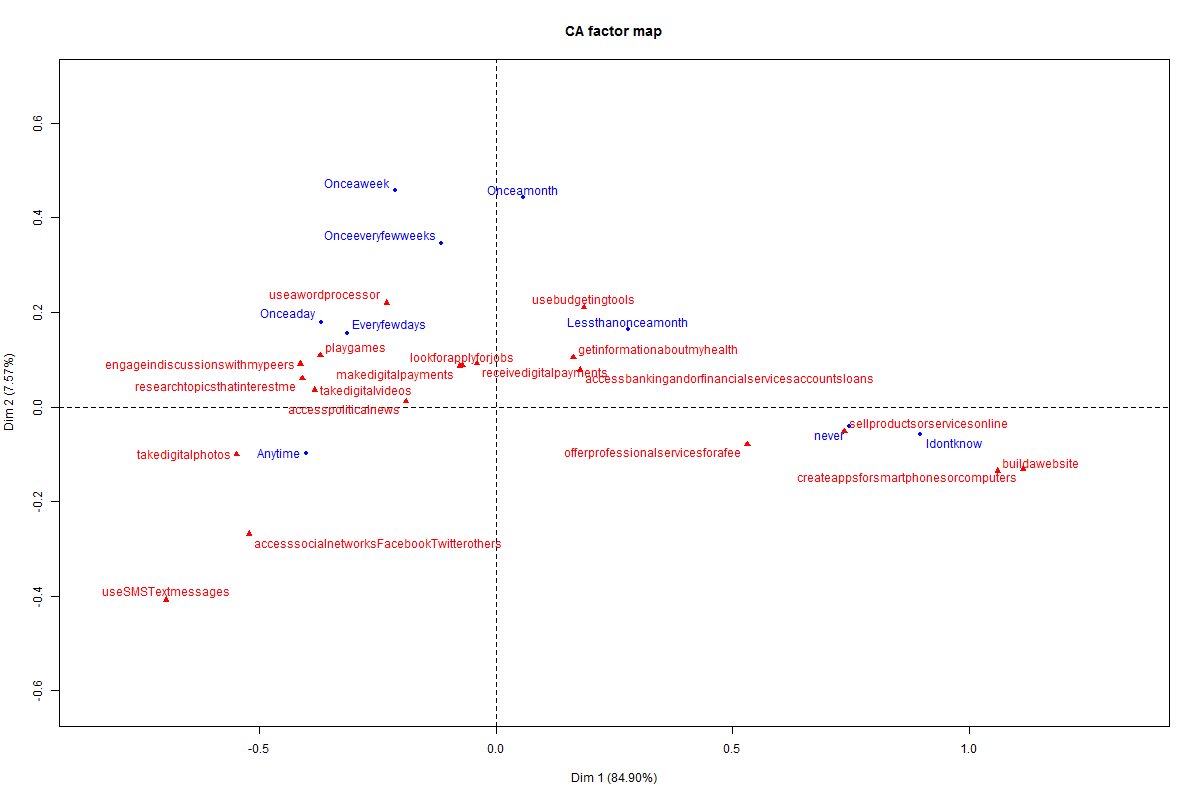 CA factor map
Onceaweek
Onceamonth
Onceeveryfewweeks
useawordprocessor
usebudgetingtools
Onceaday
Everyfewdays
Lessthanonceamonth
playgames
getinformationaboutmyhealth
engageindiscussionswithmypeers
lookforapplyforjobs
makedigitalpayments
receivedigitalpayments
accessbankingandorfinancialservicesaccountsloans
researchtopicsthatinterestme
takedigitalvideos
accesspoliticalnews
sellproductsorservicesonline
never
Idontknow
takedigitalphotos
Anytime
offerprofessionalservicesforafee
buildawebsite
createappsforsmartphonesorcomputers
accesssocialnetworksFacebookTwitterothers
useSMSTextmessages
0.6
0.4
0.2
0.0
-0.2
-0.4
-0.6
Dim 2 (7.57%)
-0.5
0.0
0.5
1.0
Dim 1 (84.90%)